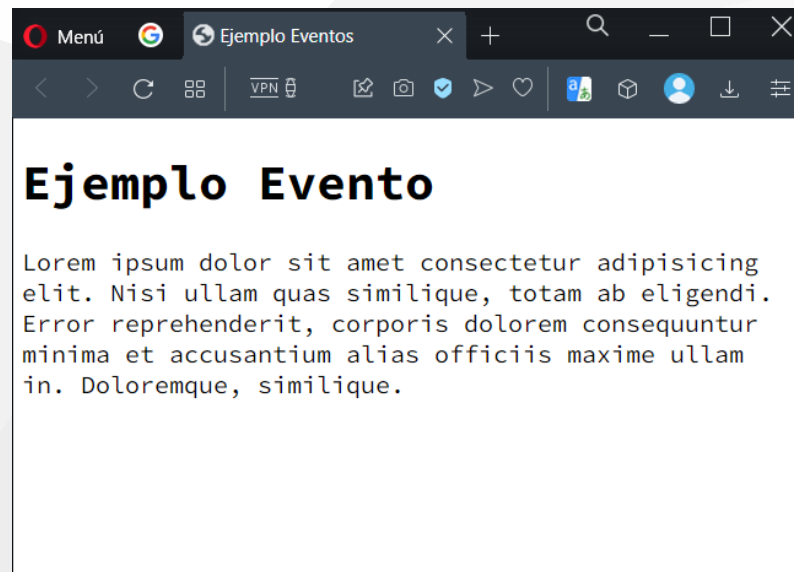 Menú
Ejemplo Eventos
VPN
Ejemplo Evento
Lorem ipsum dolor sit amet consectetur adipisicing
elit. Nisi ullam quas similique, totam ab eligendi.
Error reprehenderit, corporis dolorem consequuntur
minima et accusantium alias officiis maxime ullam
in. Doloremque, similique.